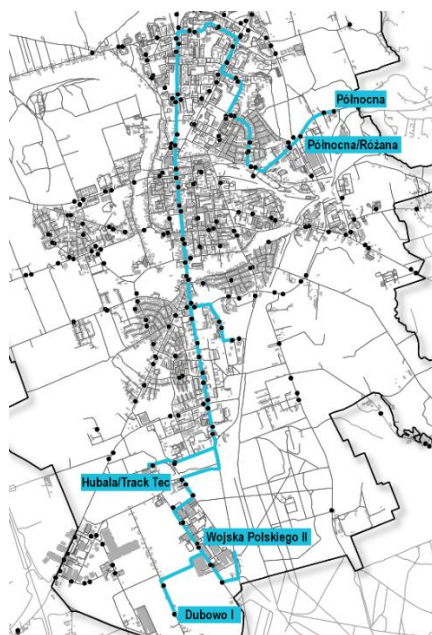 Północna
Północna/Różana
Hubala/Track Tec
Wojska Polskiego II
Dubowo I